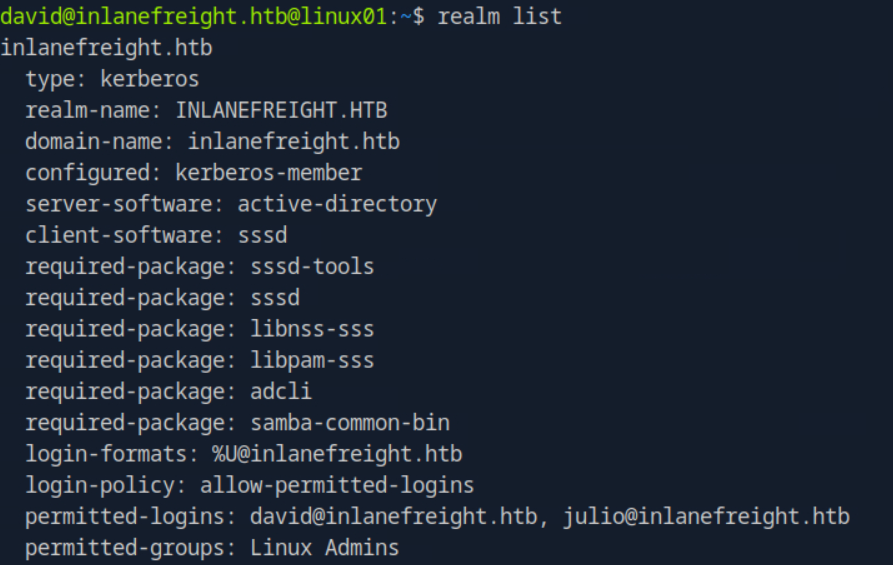 david@inlanefreight.htb@linux01:~$ realm list
inlanefreight.htb
type: kerberos
realm-name: INLANEFREIGHT.HTB
domain-name: inlanefreight.htb
configured: kerberos-member
server-software: active-directory
client-software: sssd
required-package: sssd-tools
required-package: sssd
required-package: libnss-sss
required-package: libpam-sss
required-package: adcli
required-package: samba-common-bin
login-formats: %U@inlanefreight.htb
login-policy: allow-permitted-logins
permitted-logins: david@inlanefreight.htb, julio@inlanefreight.htb
permitted-groups: Linux Admins